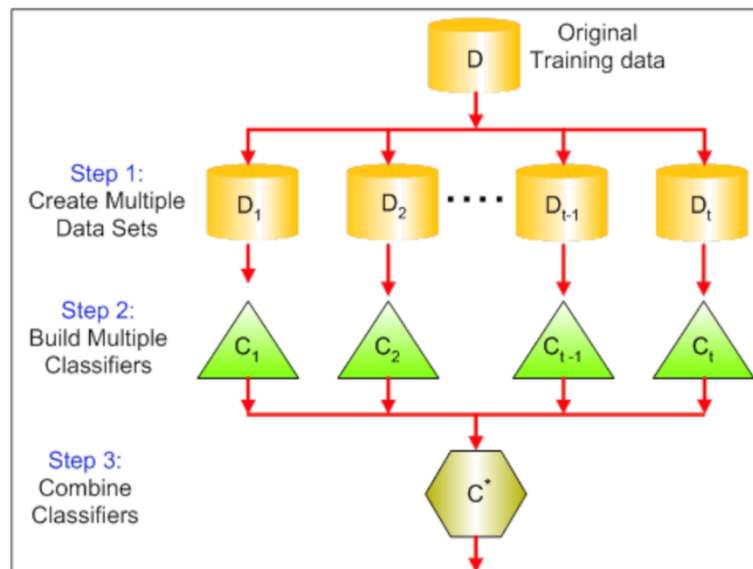 D
Original
Training data
Step 1:
Create Multiple
Data Sets
D1
D2
....
Dt-1
Dt
Step 2:
Build Multiple
Classifiers
C1
C2
Ct-1
Ct
Step 3:
Combine
Classifiers
C*